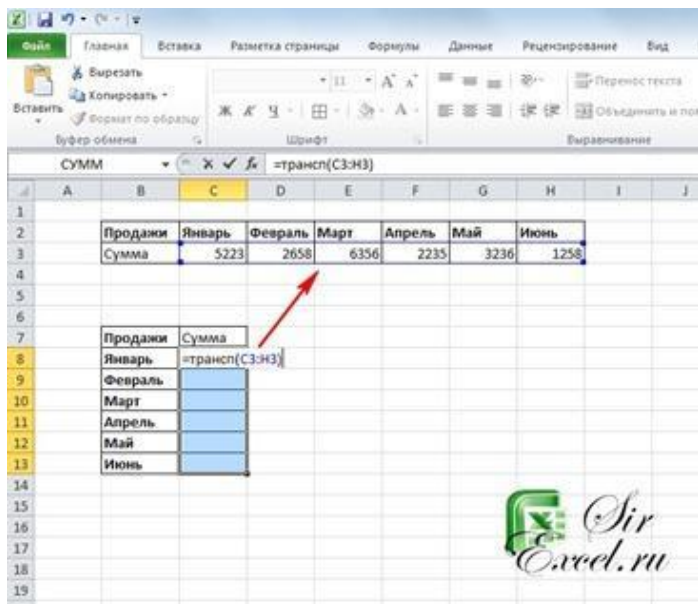 Файл Главная Вставка Разметка страницы Формулы Данные Рецензирование Вид
Вырезать
Копировать
Формат по образцу
Вставить
11
Ж К Ч
А
Перенос текста
Объединить и пом
Буфер обмена Шрифт Выравнивание
СУММ fx =трансп(C3:H3)
A B C D E F G H I J
1
2 Продажи Январь Февраль Март Апрель Май Июнь
3 Сумма 5223 2658 6356 2235 3236 1258
4
5
6
7 Продажи Сумма
8 Январь =трансп(C3:H3)
9 Февраль
10 Март
11 Апрель
12 Май
13 Июнь
14
15
16
17
18
19
Sir
Excel.ru